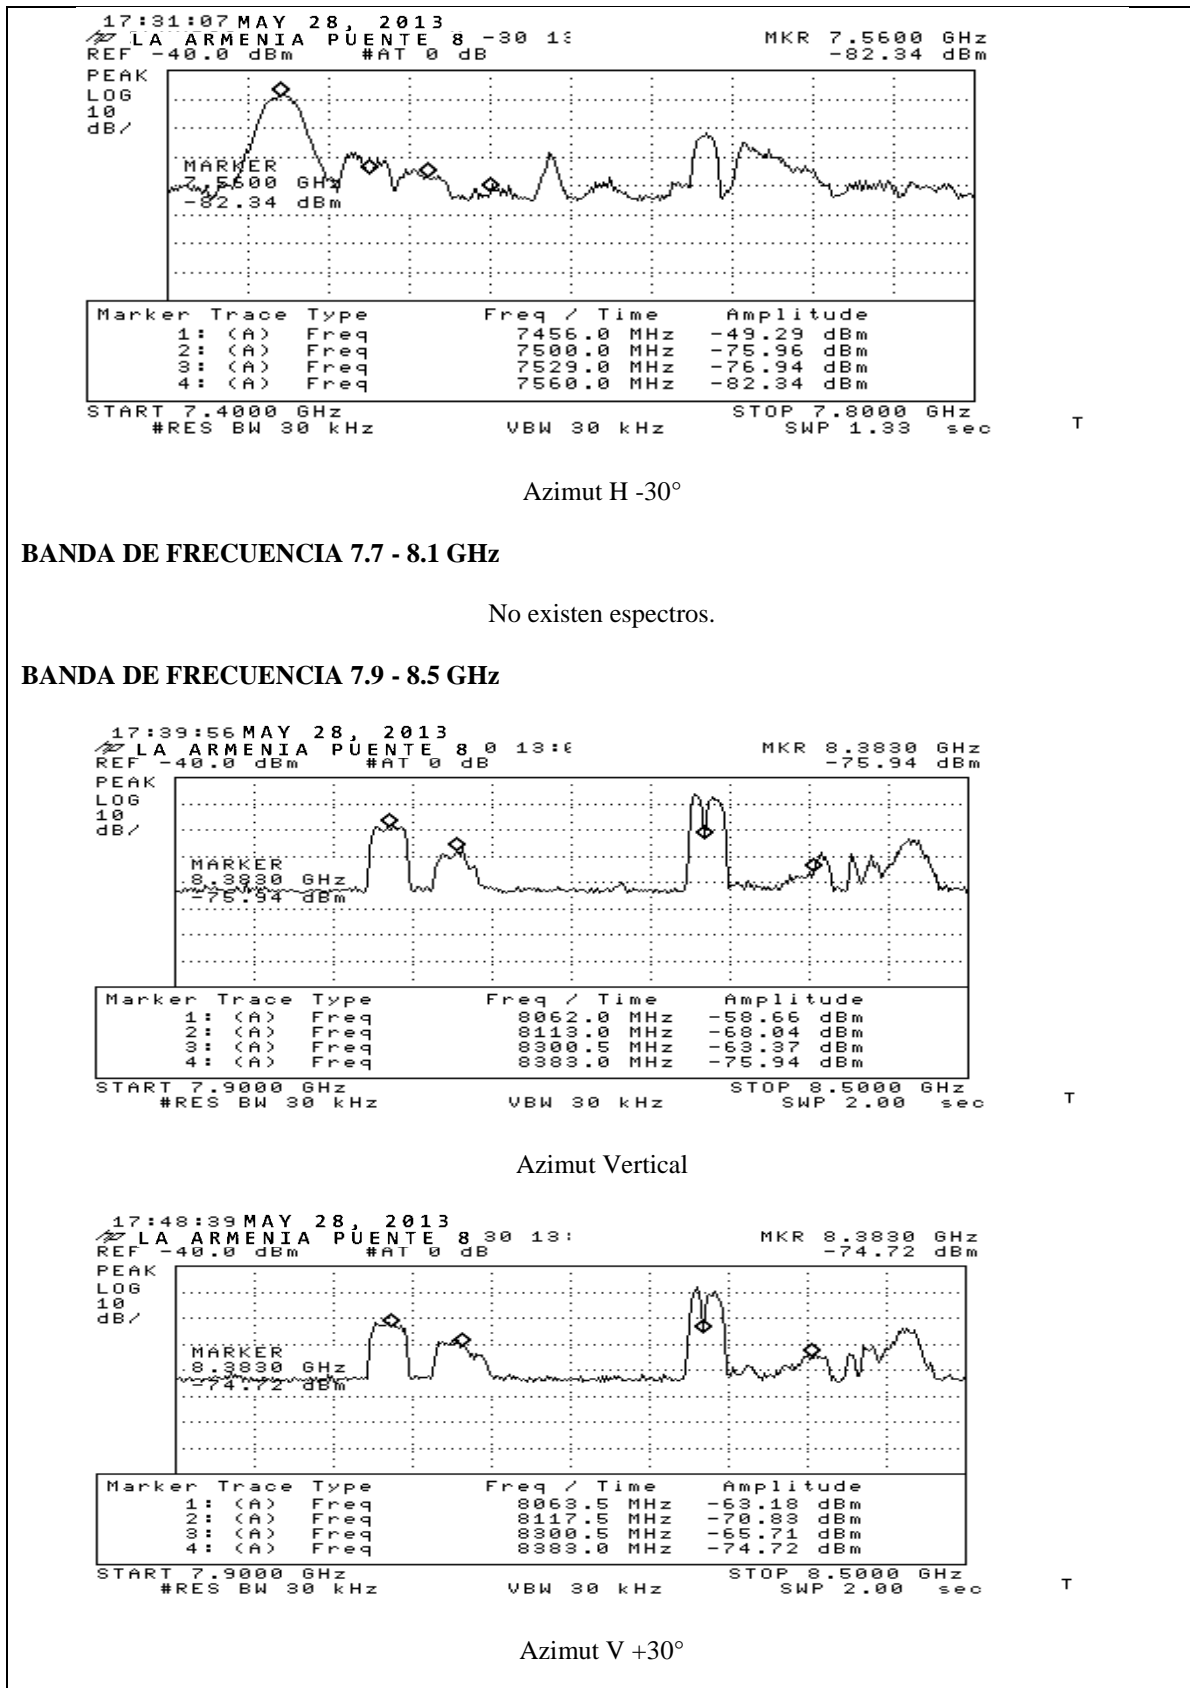 17:31:07 MAY 28, 2013
hp LA ARMENIA PUENTE 8 -30 13: MKR 7.5600 GHz
REF -40.0 dBm #AT 0 dB -82.34 dBm
PEAK
LOG
10
dB/
MARKER
7.5600 GHz
-82.34 dBm
Marker Trace Type Freq / Time Amplitude
1: (A) Freq 7456.0 MHz -49.29 dBm
2: (A) Freq 7500.0 MHz -75.96 dBm
3: (A) Freq 7529.0 MHz -76.94 dBm
4: (A) Freq 7560.0 MHz -82.34 dBm
START 7.4000 GHz STOP 7.8000 GHz
#RES BW 30 kHz VBW 30 kHz SWP 1.33 sec T
Azimut H -30°
BANDA DE FRECUENCIA 7.7 - 8.1 GHz
No existen espectros.
BANDA DE FRECUENCIA 7.9 - 8.5 GHz
17:39:56 MAY 28, 2013
hp LA ARMENIA PUENTE 8 0 13: MKR 8.3830 GHz
REF -40.0 dBm #AT 0 dB -75.94 dBm
PEAK
LOG
10
dB/
MARKER
8.3830 GHz
-75.94 dBm
Marker Trace Type Freq / Time Amplitude
1: (A) Freq 8062.0 MHz -58.66 dBm
2: (A) Freq 8113.0 MHz -68.04 dBm
3: (A) Freq 8300.5 MHz -63.37 dBm
4: (A) Freq 8383.0 MHz -75.94 dBm
START 7.9000 GHz STOP 8.5000 GHz
#RES BW 30 kHz VBW 30 kHz SWP 2.00 sec T
Azimut Vertical
17:48:39 MAY 28, 2013
hp LA ARMENIA PUENTE 8 30 13: MKR 8.3830 GHz
REF -40.0 dBm #AT 0 dB -74.72 dBm
PEAK
LOG
10
dB/
MARKER
8.3830 GHz
-74.72 dBm
Marker Trace Type Freq / Time Amplitude
1: (A) Freq 8063.5 MHz -63.18 dBm
2: (A) Freq 8117.5 MHz -70.83 dBm
3: (A) Freq 8300.5 MHz -65.71 dBm
4: (A) Freq 8383.0 MHz -74.72 dBm
START 7.9000 GHz STOP 8.5000 GHz
#RES BW 30 kHz VBW 30 kHz SWP 2.00 sec T
Azimut V +30°